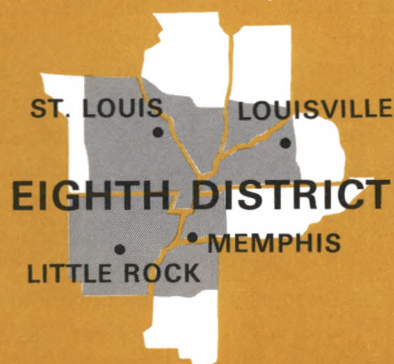 ST. LOUIS LOUISVILLE
EIGHTH DISTRICT
MEMPHIS
LITTLE ROCK